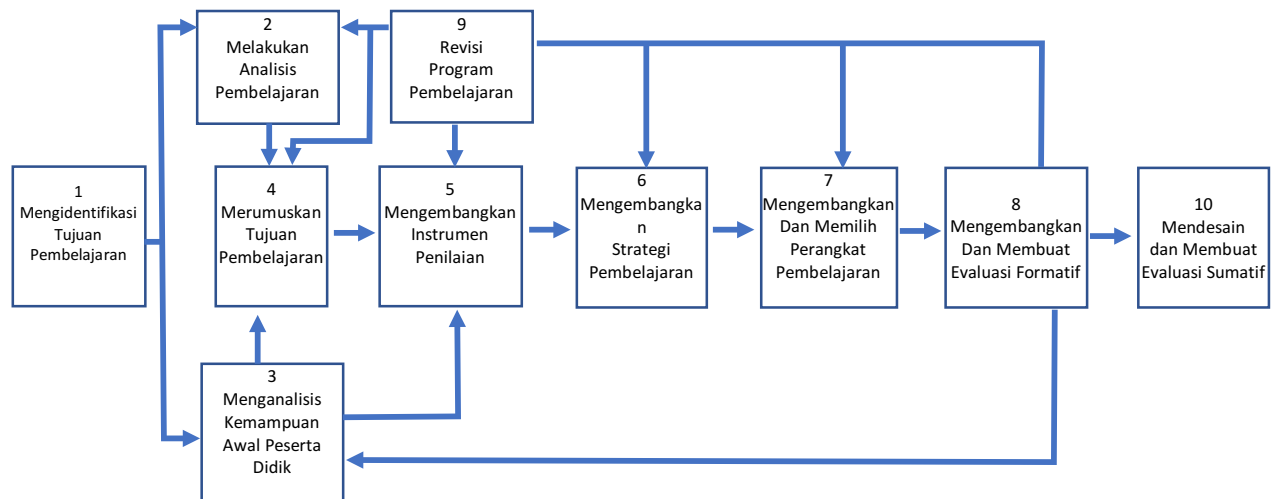 2
Melakukan
Analisis
Pembelajaran
9
Revisi
Program
Pembelajaran
1
Mengidentifikasi
Tujuan
Pembelajaran
4
Merumuskan
Tujuan
Pembelajaran
5
Mengembangkan
Instrumen
Penilaian
6
Mengembangka
n
Strategi
Pembelajaran
7
Mengembangkan
Dan Memilih
Perangkat
Pembelajaran
8
Mengembangkan
Dan Membuat
Evaluasi Formatif
10
Mendesain
dan Membuat
Evaluasi Sumatif
3
Menganalisis
Kemampuan
Awal Peserta
Didik